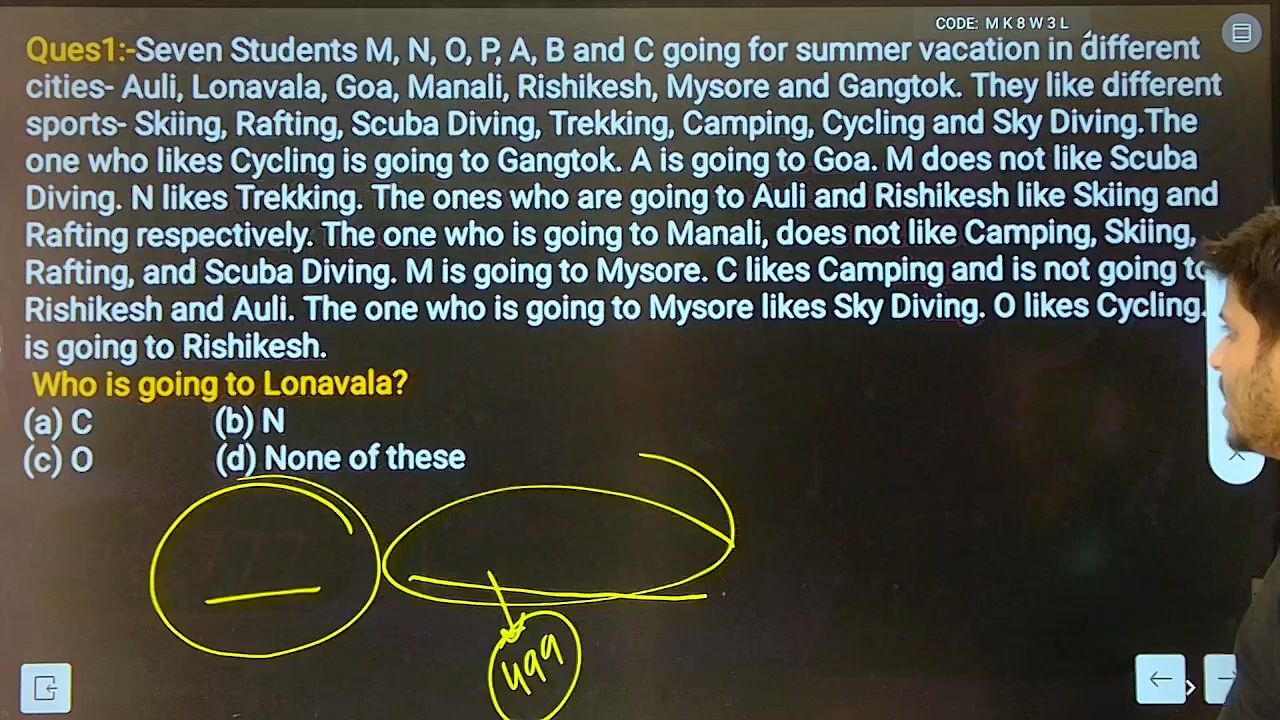 CODE: M K 8 W 3 L
Ques1:-Seven Students M, N, O, P, A, B and C going for summer vacation in different
cities- Auli, Lonavala, Goa, Manali, Rishikesh, Mysore and Gangtok. They like different
sports- Skiing, Rafting, Scuba Diving, Trekking, Camping, Cycling and Sky Diving.The
one who likes Cycling is going to Gangtok. A is going to Goa. M does not like Scuba
Diving. N likes Trekking. The ones who are going to Auli and Rishikesh like Skiing and
Rafting respectively. The one who is going to Manali, does not like Camping, Skiing,
Rafting, and Scuba Diving. M is going to Mysore. C likes Camping and is not going to
Rishikesh and Auli. The one who is going to Mysore likes Sky Diving. O likes Cycling.
is going to Rishikesh.
Who is going to Lonavala?
(a) C (b) N
(c) O (d) None of these
499